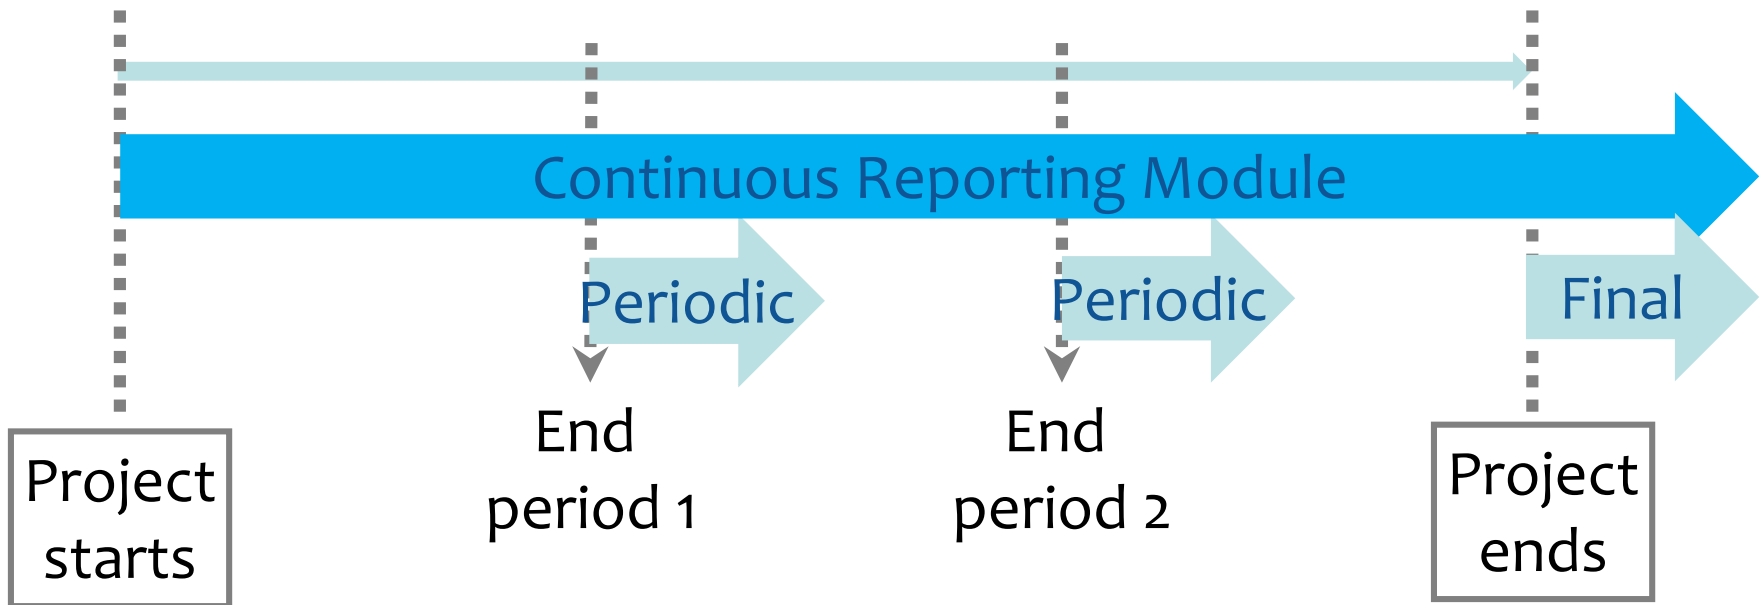 Continuous Reporting Module
Periodic
Periodic
Final
Project
starts
End
period 1
End
period 2
Project
ends